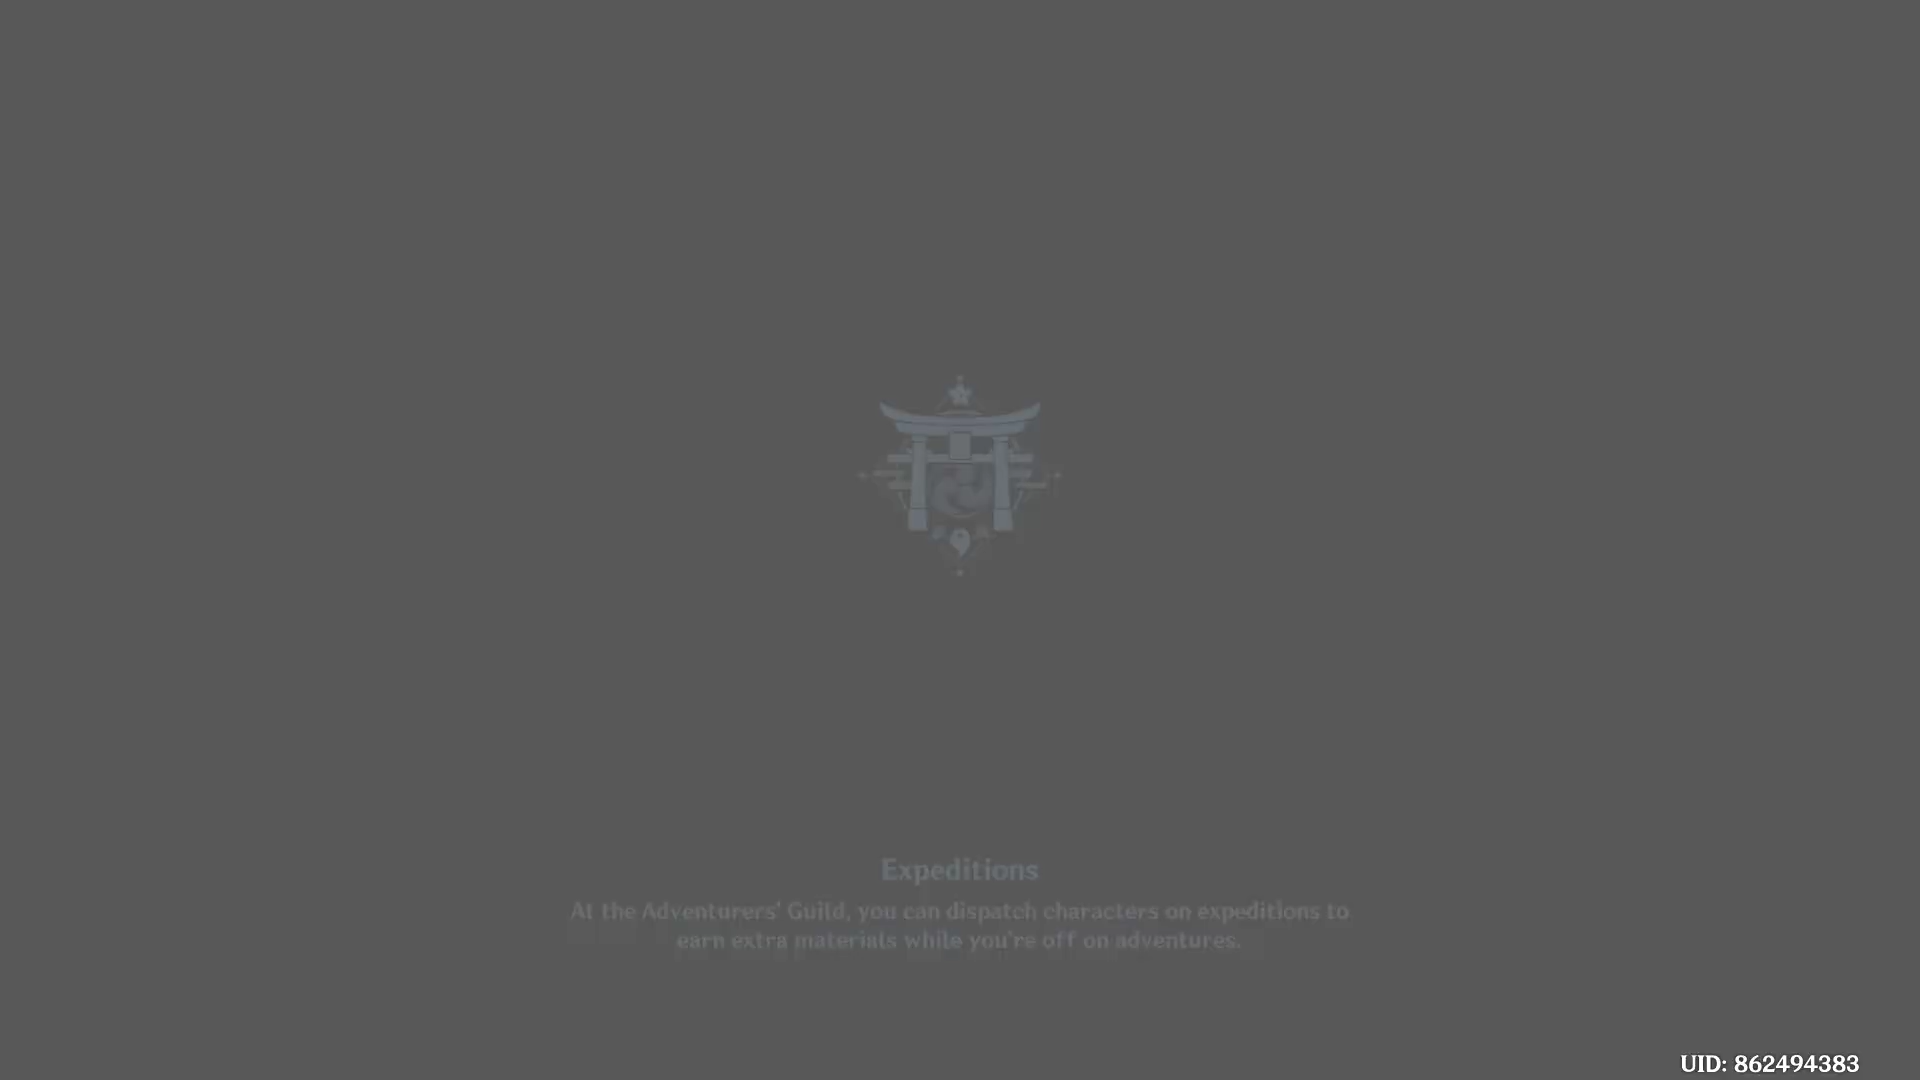 Expeditions
At the Adventurers' Guild, you can dispatch characters on expeditions to
earn extra materials while you're off on adventures.
UID: 862494383